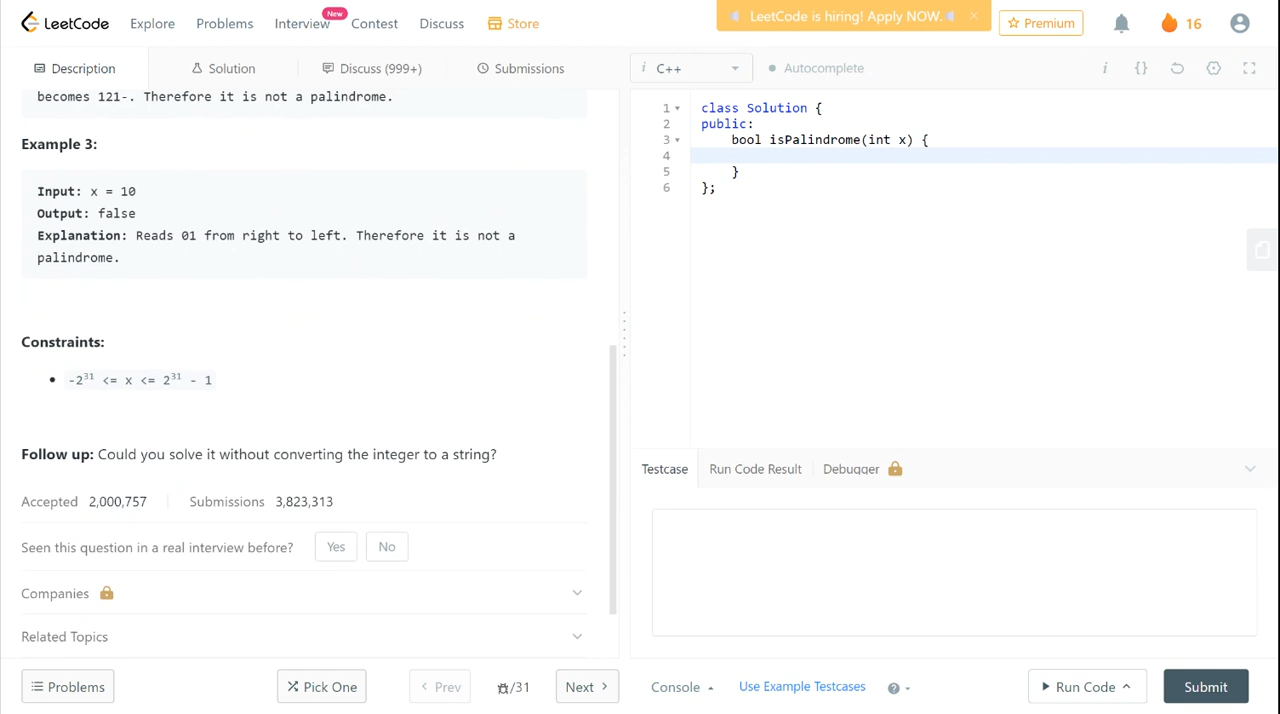 LeetCode Explore Problems Interview New Contest Discuss Store LeetCode is hiring! Apply NOW. × Premium 16
Description Solution Discuss (999+) Submissions
becomes 121-. Therefore it is not a palindrome.
Example 3:
Input: x = 10
Output: false
Explanation: Reads 01 from right to left. Therefore it is not a
palindrome.
Constraints:
• -2³¹ <= x <= 2³¹ - 1
Follow up: Could you solve it without converting the integer to a string?
Accepted 2,000,757 Submissions 3,823,313
Seen this question in a real interview before? Yes No
Companies
Related Topics
Problems Pick One Prev /31 Next
i C++ Autocomplete i {}
1 class Solution {
2 public:
3 bool isPalindrome(int x) {
4
5 }
6 };
Testcase Run Code Result Debugger
Console Use Example Testcases ? Run Code Submit